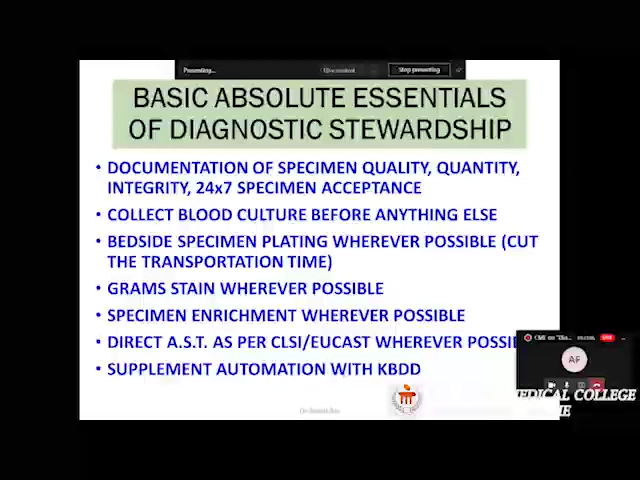 Presenting...
Stop presenting
BASIC ABSOLUTE ESSENTIALS
OF DIAGNOSTIC STEWARDSHIP
• DOCUMENTATION OF SPECIMEN QUALITY, QUANTITY,
INTEGRITY, 24x7 SPECIMEN ACCEPTANCE
• COLLECT BLOOD CULTURE BEFORE ANYTHING ELSE
• BEDSIDE SPECIMEN PLATING WHEREVER POSSIBLE (CUT
THE TRANSPORTATION TIME)
• GRAMS STAIN WHEREVER POSSIBLE
• SPECIMEN ENRICHMENT WHEREVER POSSIBLE
• DIRECT A.S.T. AS PER CLSI/EUCAST WHEREVER POSSI
• SUPPLEMENT AUTOMATION WITH KBDD
CME on
AF
EDICAL COLLEGE